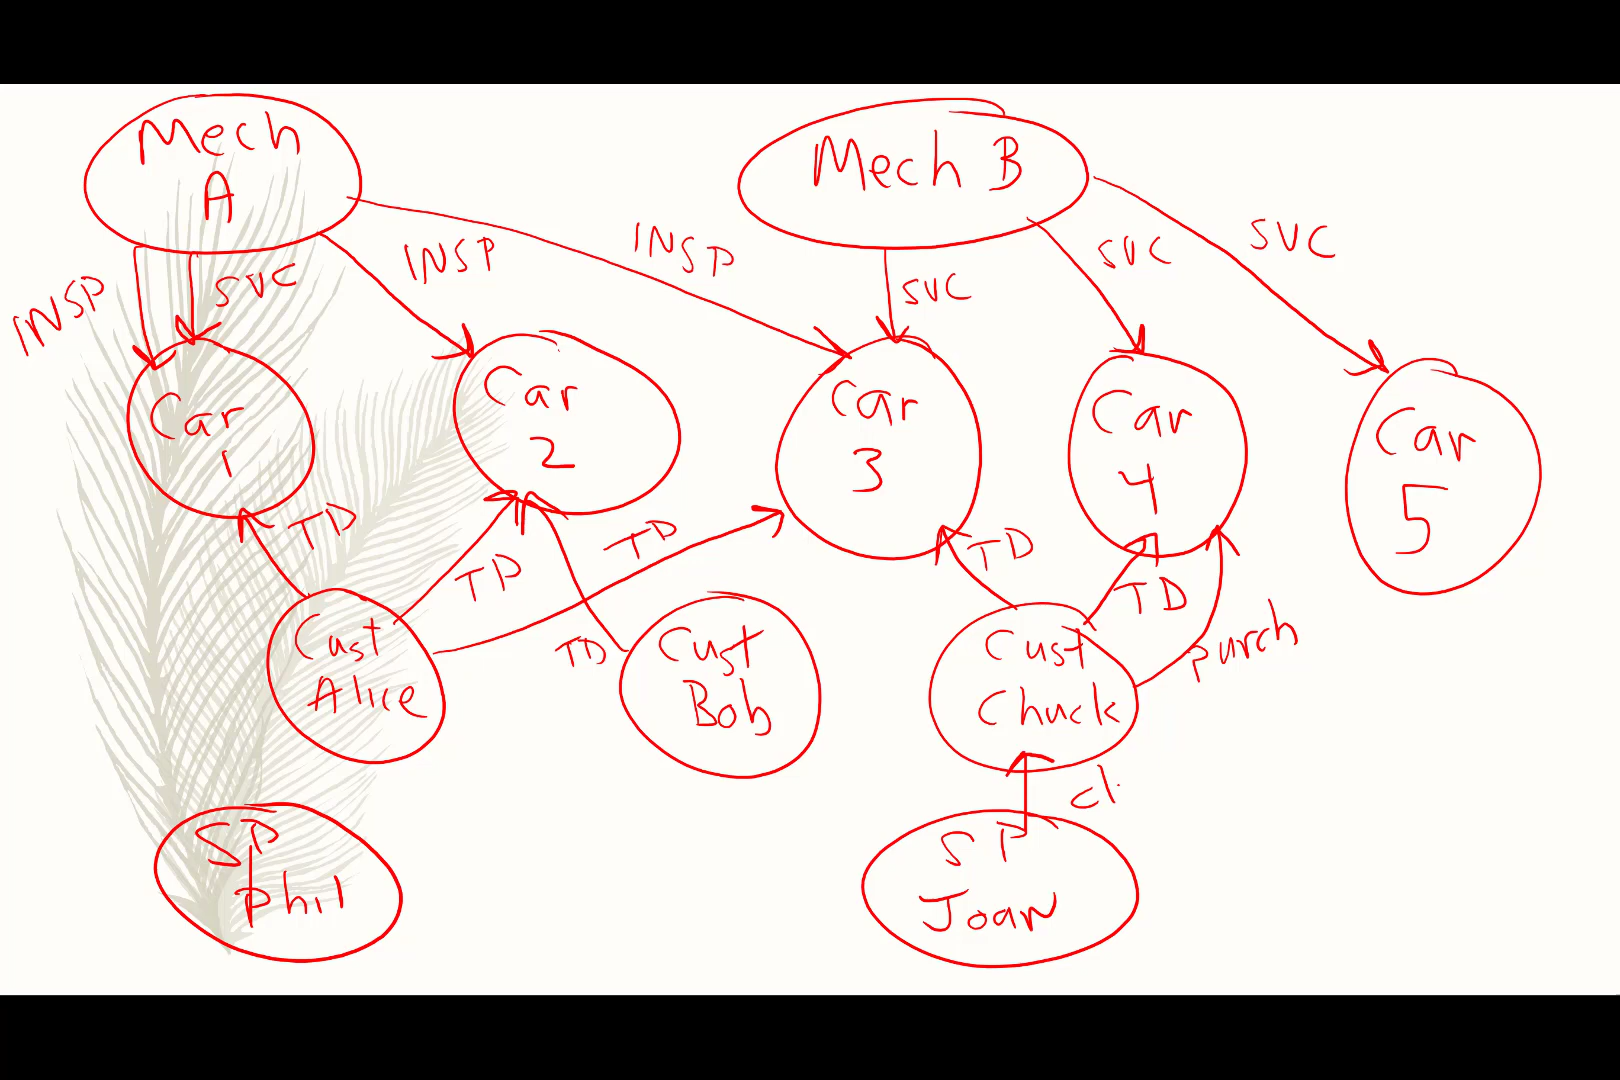 Mech
A
Mech B
INSP
SVC
INSP
INSP
SVC
SVC
SVC
Car
1
Car
2
Car
3
Car
4
Car
5
TD
TD
TD
TD
TD
TD
purch
Cust
Alice
Cust
Bob
Cust
Chuck
SP
Phil
SP
Joan